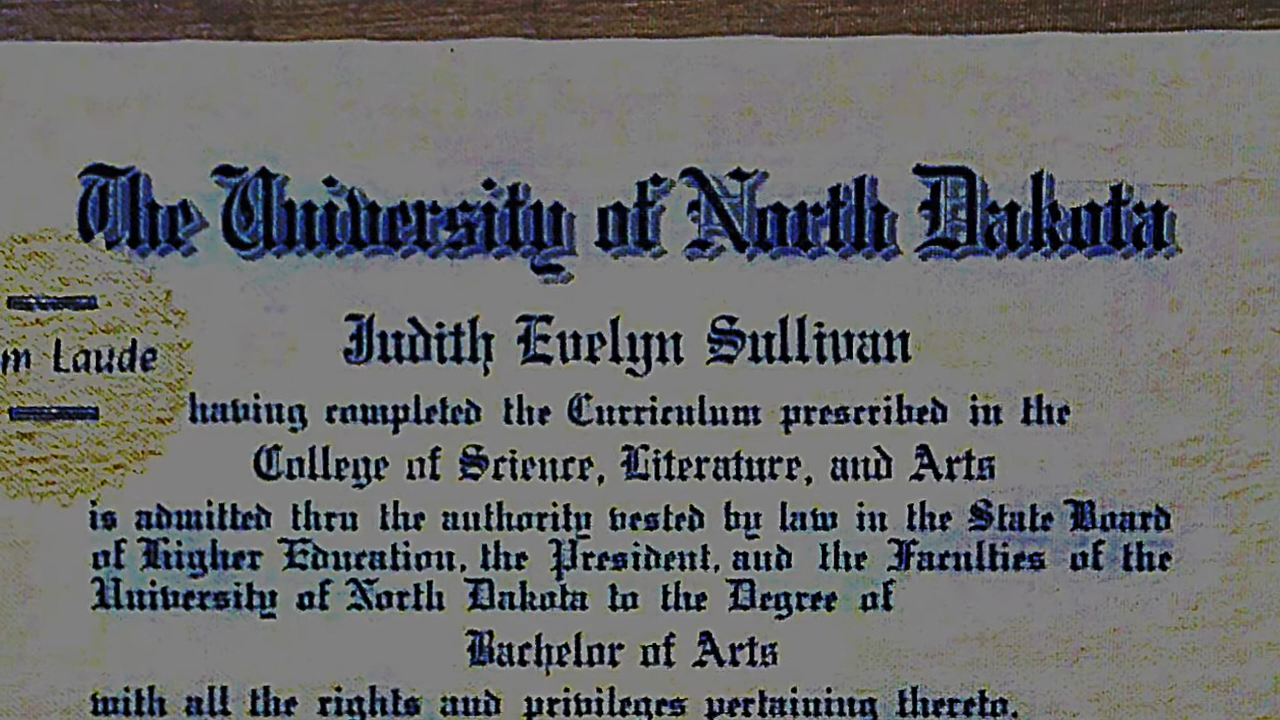 The University of North Dakota
m Laude
Judith Evelyn Sullivan
having completed the Curriculum prescribed in the
College of Science, Literature, and Arts
is admitted thru the authority vested by law in the State Board
of Higher Education, the President, and the Faculties of the
University of North Dakota to the Degree of
Bachelor of Arts
with all the rights and privileges pertaining thereto.